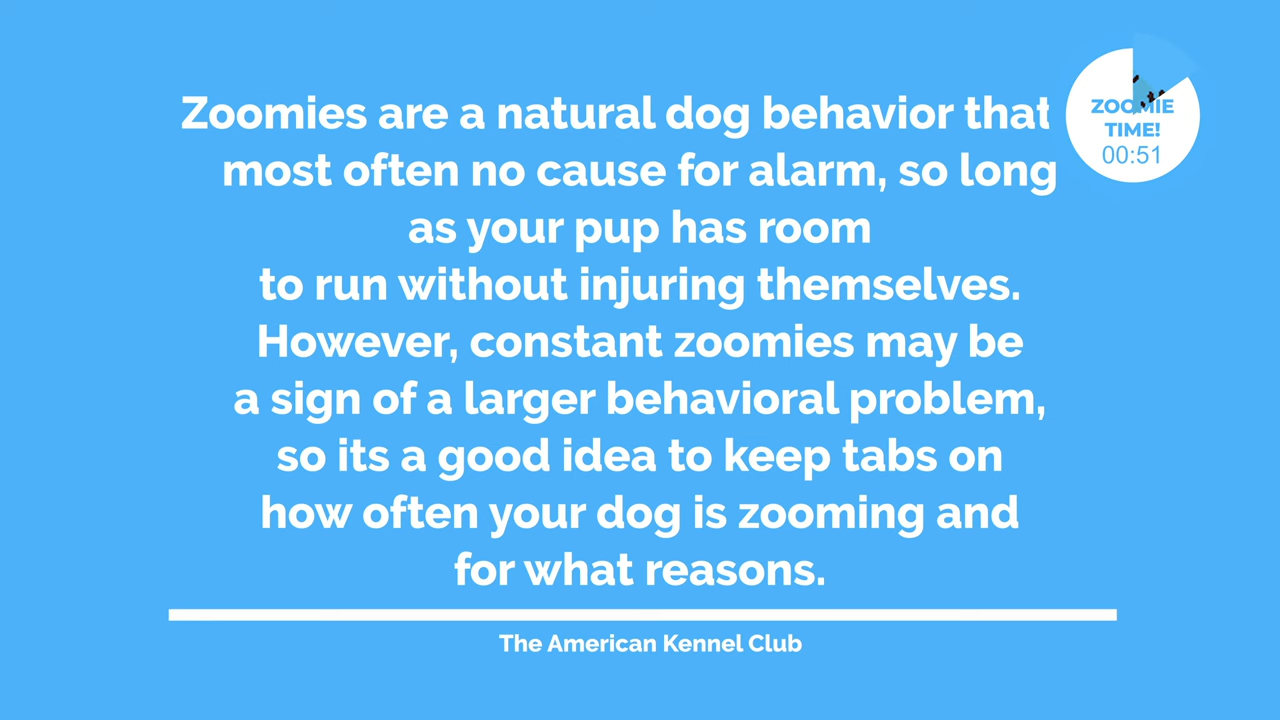 Zoomies are a natural dog behavior that
most often no cause for alarm, so long
as your pup has room
to run without injuring themselves.
However, constant zoomies may be
a sign of a larger behavioral problem,
so its a good idea to keep tabs on
how often your dog is zooming and
for what reasons.
The American Kennel Club
ZOOMIE
TIME!
00:51